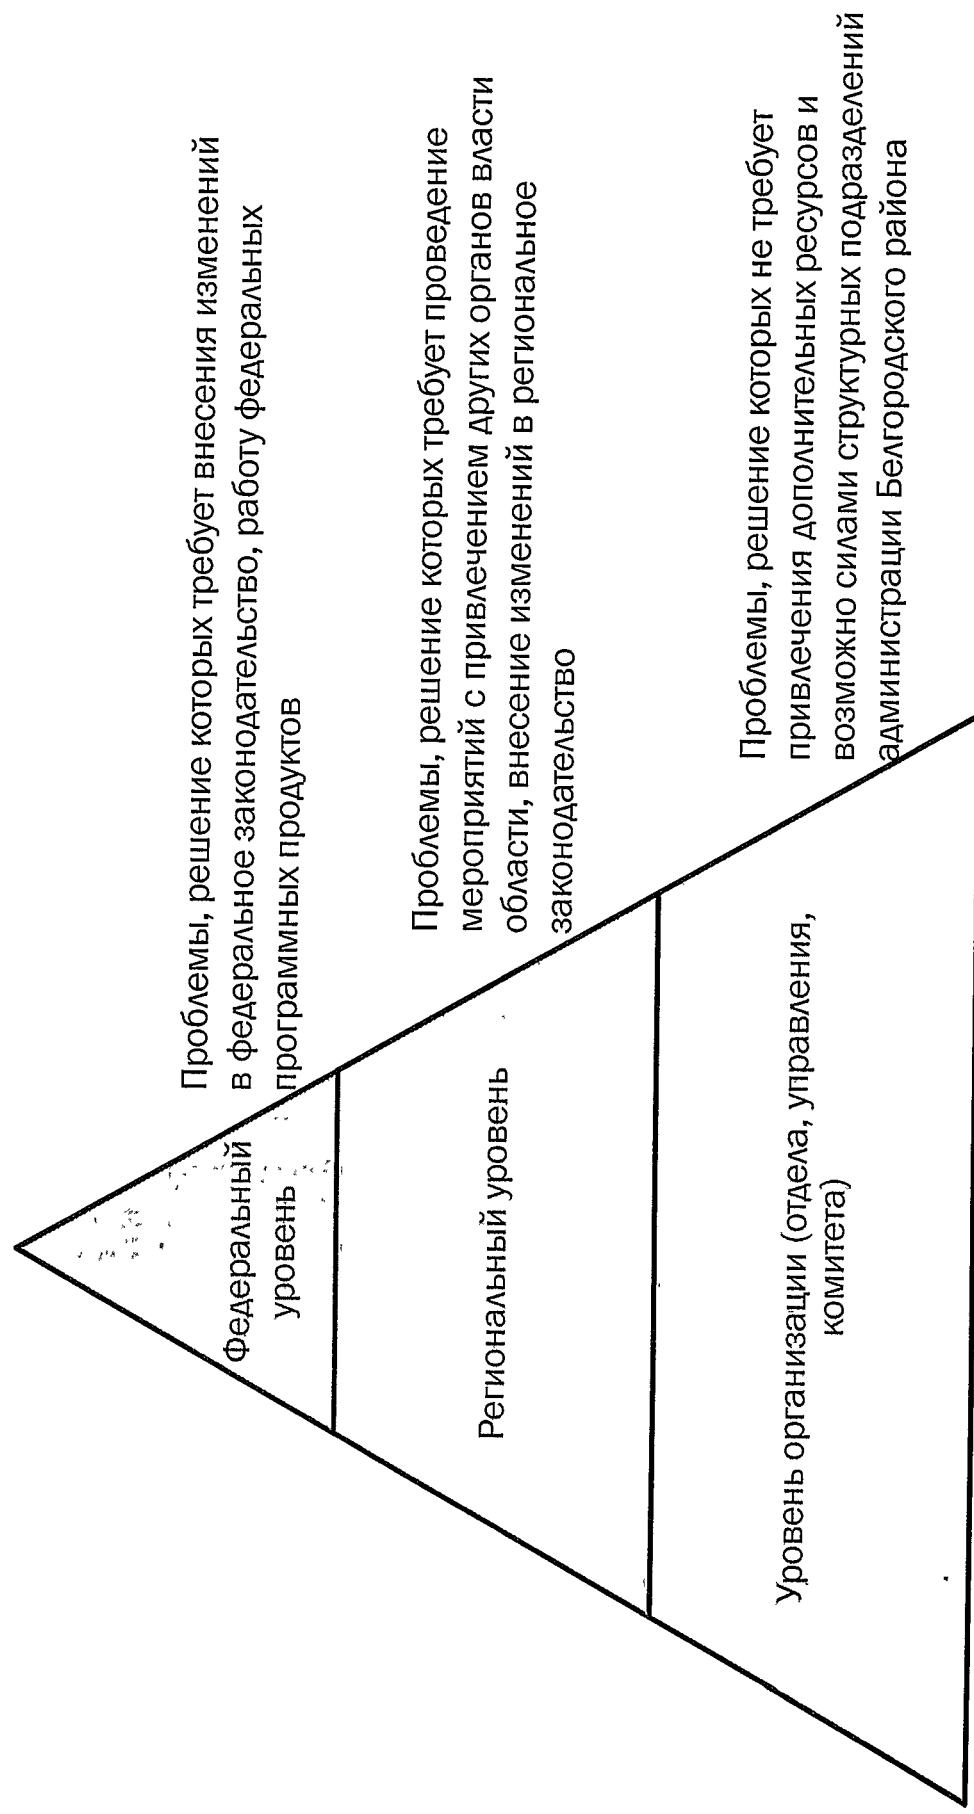 Федеральный
уровень
Проблемы, решение которых требует внесения изменений
в федеральное законодательство, работу федеральных
программных продуктов
Региональный уровень
Проблемы, решение которых требует проведение
мероприятий с привлечением других органов власти
области, внесение изменений в региональное
законодательство
Уровень организации (отдела, управления,
комитета)
Проблемы, решение которых не требует
привлечения дополнительных ресурсов и
возможно силами структурных подразделений
администрации Белгородского района